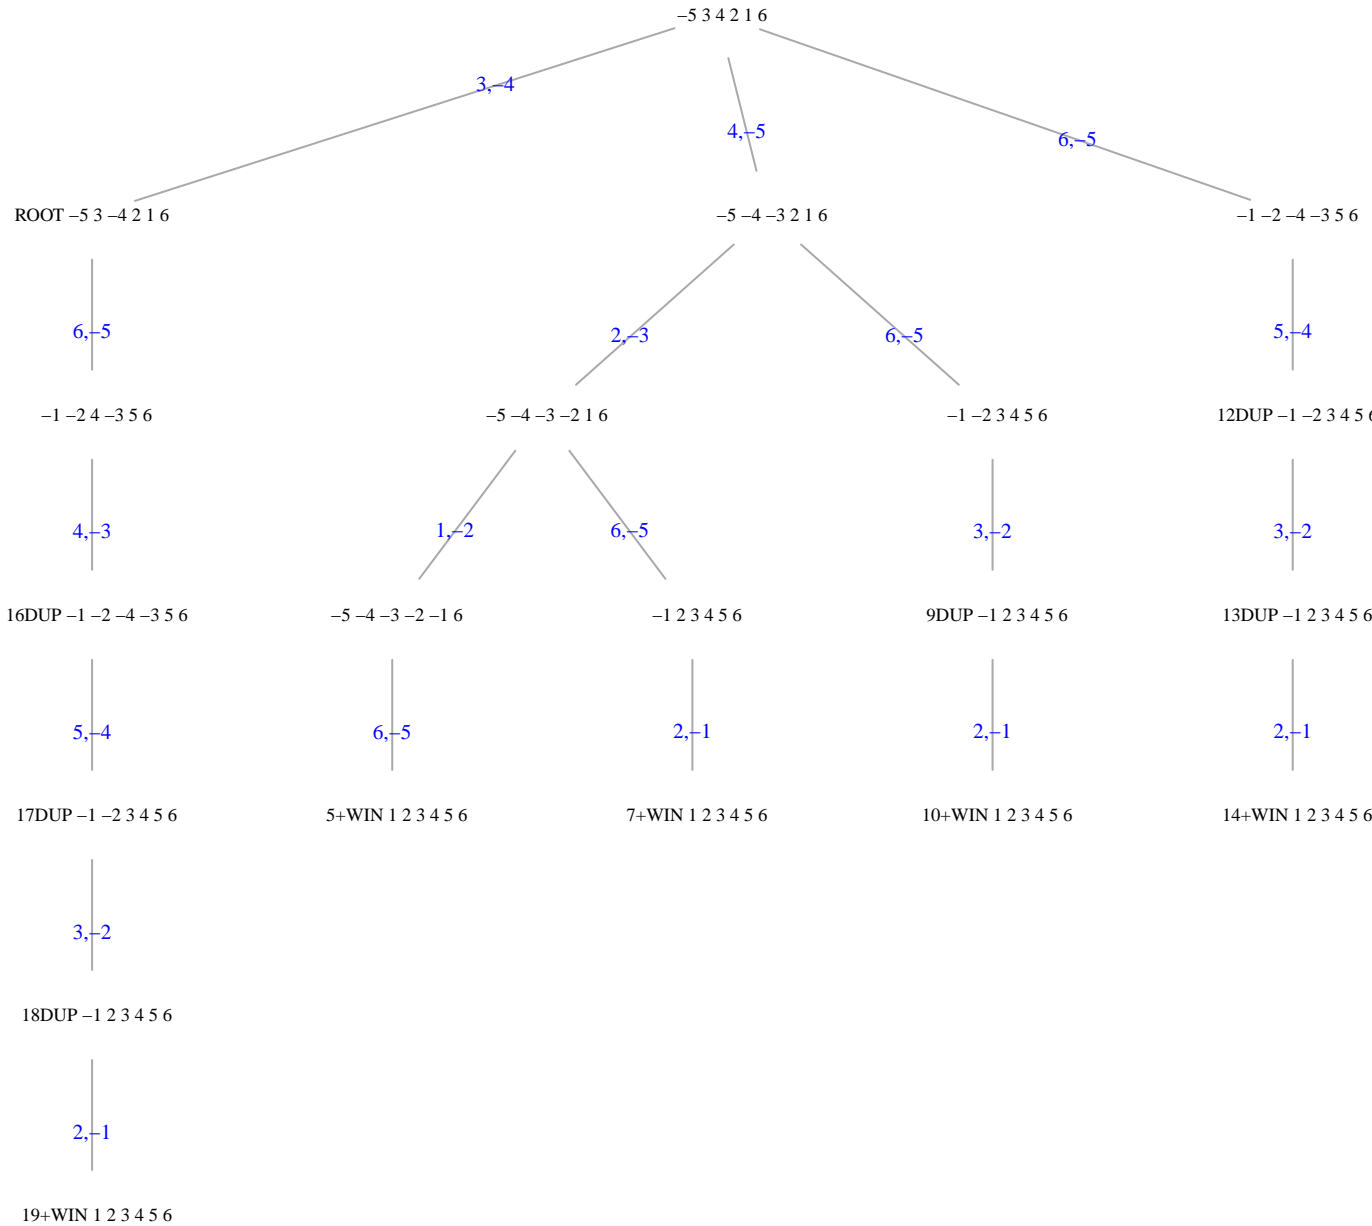 –5 3 4 2 1 6
3,–4
4,–5
6,–5
ROOT –5 3 –4 2 1 6
–5 –4 –3 2 1 6
–1 –2 –4 –3 5 6
6,–5
2,–3
6,–5
5,–4
–1 –2 4 –3 5 6
–5 –4 –3 –2 1 6
–1 –2 3 4 5 6
12DUP –1 –2 3 4 5 6
4,–3
1,–2
6,–5
3,–2
3,–2
16DUP –1 –2 –4 –3 5 6
–5 –4 –3 –2 –1 6
–1 2 3 4 5 6
9DUP –1 2 3 4 5 6
13DUP –1 2 3 4 5 6
5,–4
6,–5
2,–1
2,–1
2,–1
17DUP –1 –2 3 4 5 6
5+WIN 1 2 3 4 5 6
7+WIN 1 2 3 4 5 6
10+WIN 1 2 3 4 5 6
14+WIN 1 2 3 4 5 6
3,–2
18DUP –1 2 3 4 5 6
2,–1
19+WIN 1 2 3 4 5 6